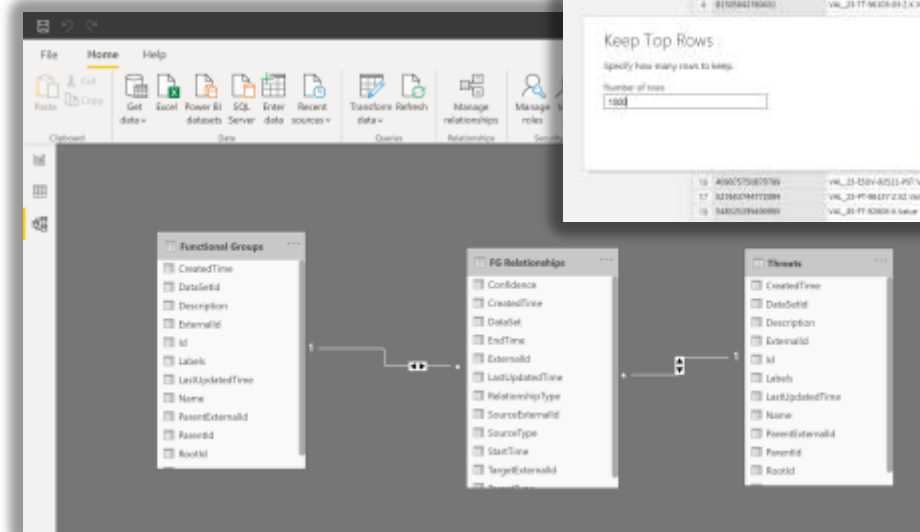 File Home Help
Paste
Cut
Copy
Clipboard
Get data
Excel
Power BI datasets
SQL Server
Enter data
Recent sources
Data
Transform data
Refresh
Queries
Manage relationships
Relationships
Manage roles
Keep Top Rows
Specify how many rows to keep.
Number of rows
1000
16
17
Functional Groups
CreatedTime
DataSetId
Description
ExternalId
Id
Labels
LastUpdatedTime
Name
ParentExternalId
ParentId
RootId
1
*
FG Relationships
Confidence
CreatedTime
DataSet
EndTime
ExternalId
LastUpdatedTime
RelationshipType
SourceExternalId
SourceType
StartTime
TargetExternalId
*
1
Threats
CreatedTime
DataSetId
Description
ExternalId
Id
Labels
LastUpdatedTime
Name
ParentExternalId
ParentId
RootId